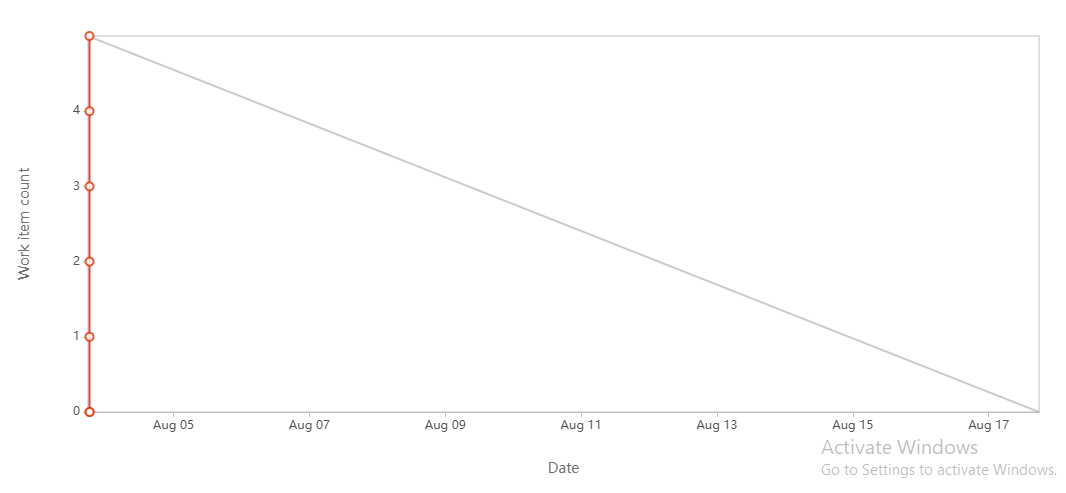 4
3
2
1
0
Work item count
Aug 05 Aug 07 Aug 09 Aug 11 Aug 13 Aug 15 Aug 17
Date
Activate Windows
Go to Settings to activate Windows.